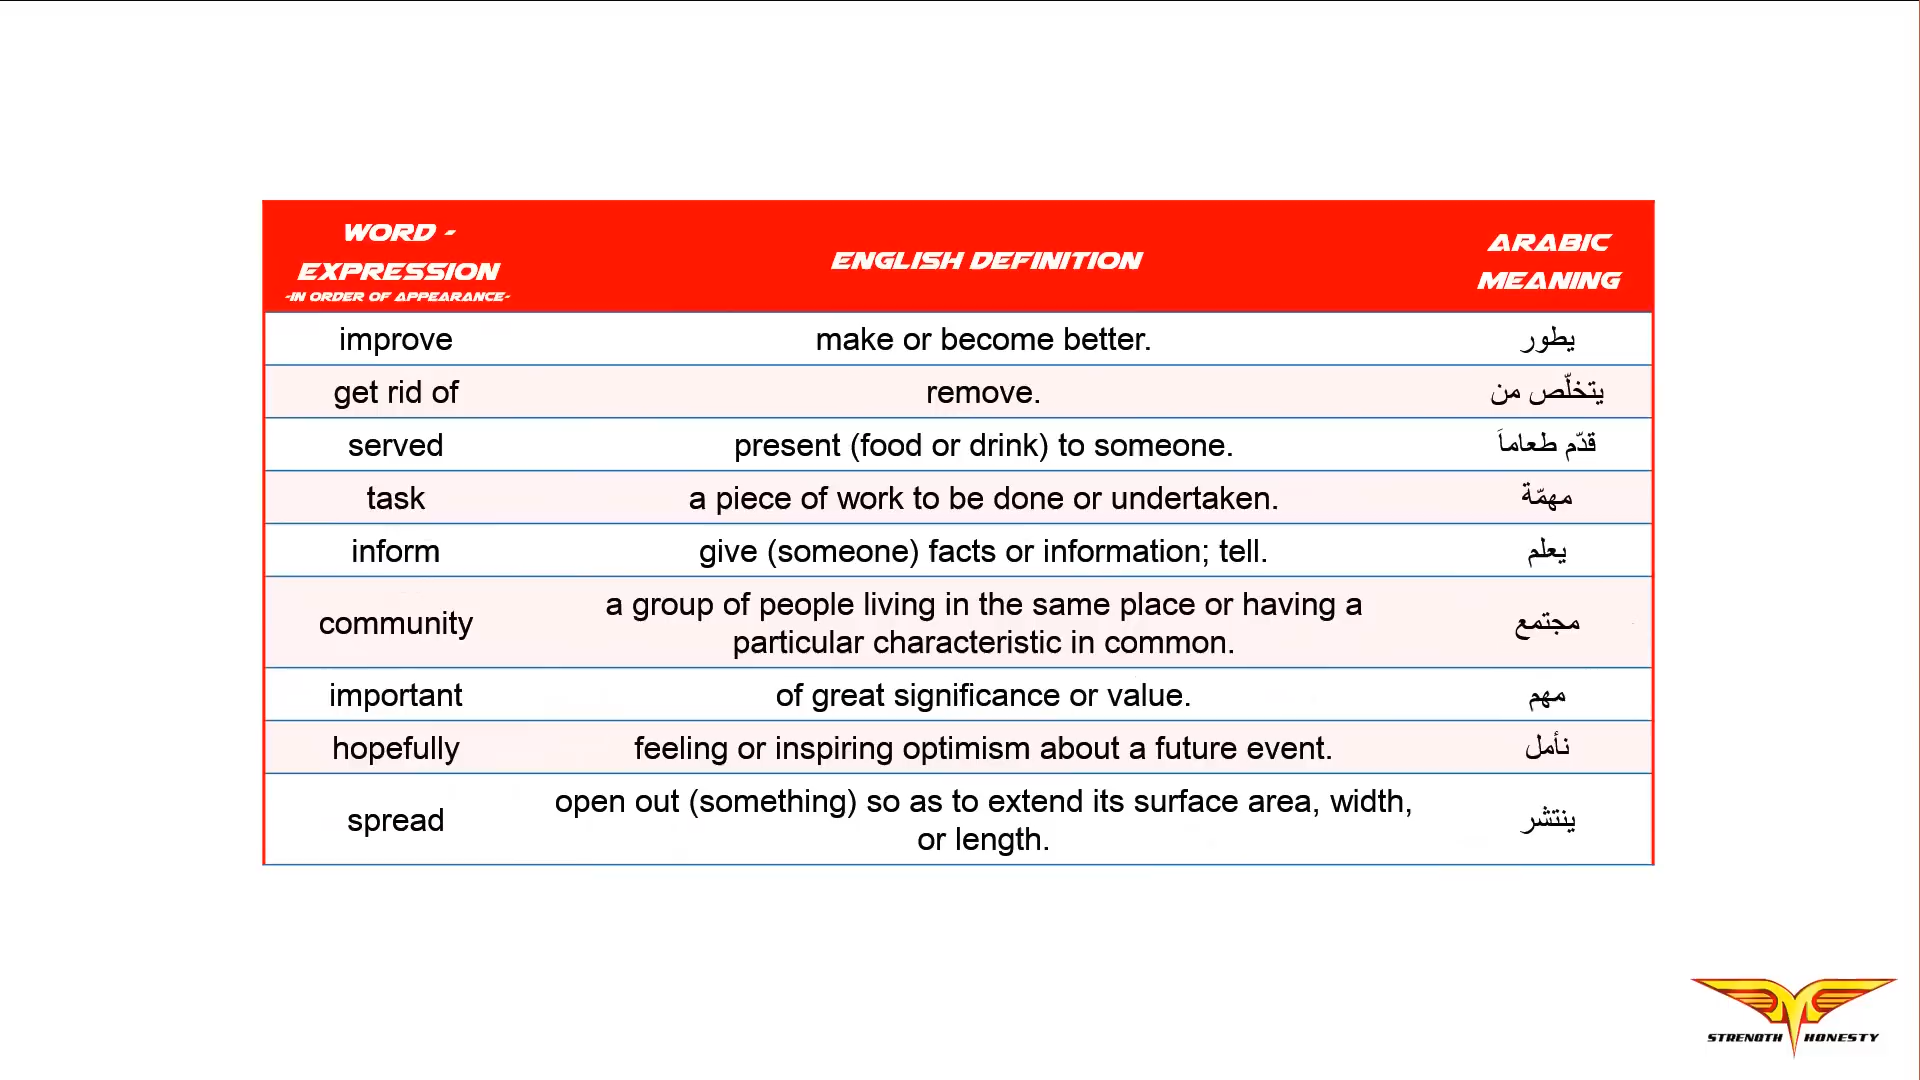 WORD - 
EXPRESSION
-IN ORDER OF APPEARANCE-
ENGLISH DEFINITION
ARABIC
MEANING
improve
make or become better.
يطور
get rid of
remove.
يتخلّص من
served
present (food or drink) to someone.
قدّم طعاماَ
task
a piece of work to be done or undertaken.
مهمّة
inform
give (someone) facts or information; tell.
يعلم
community
a group of people living in the same place or having a
particular characteristic in common.
مجتمع
important
of great significance or value.
مهم
hopefully
feeling or inspiring optimism about a future event.
نأمل
spread
open out (something) so as to extend its surface area, width,
or length.
ينتشر
STRENGTH HONESTY